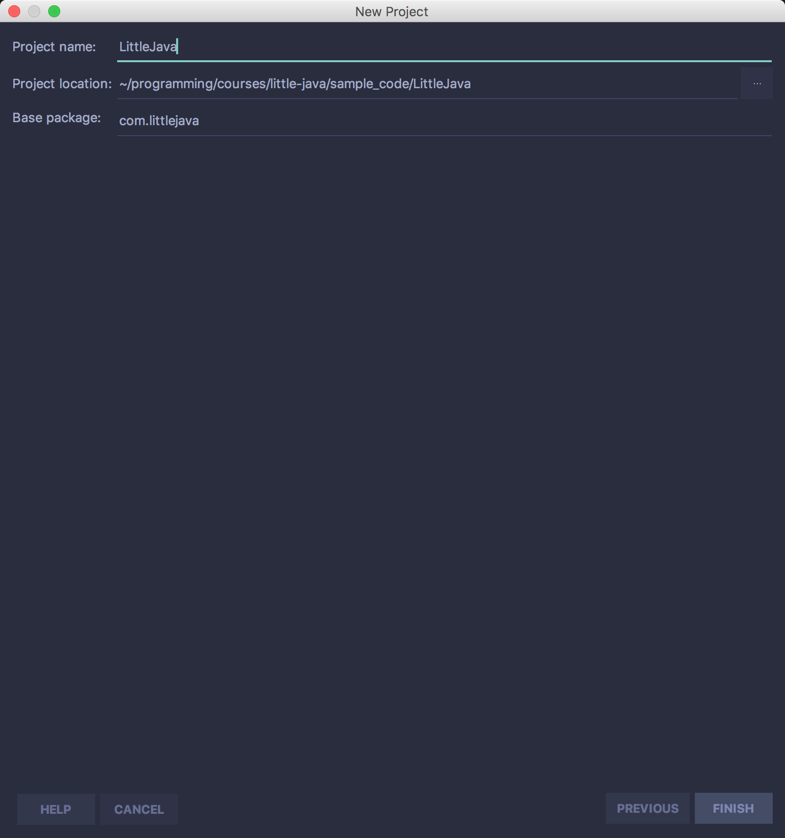 New Project
Project name: LittleJava
Project location: ~/programming/courses/little-java/sample_code/LittleJava ...
Base package: com.littlejava
HELP CANCEL PREVIOUS FINISH